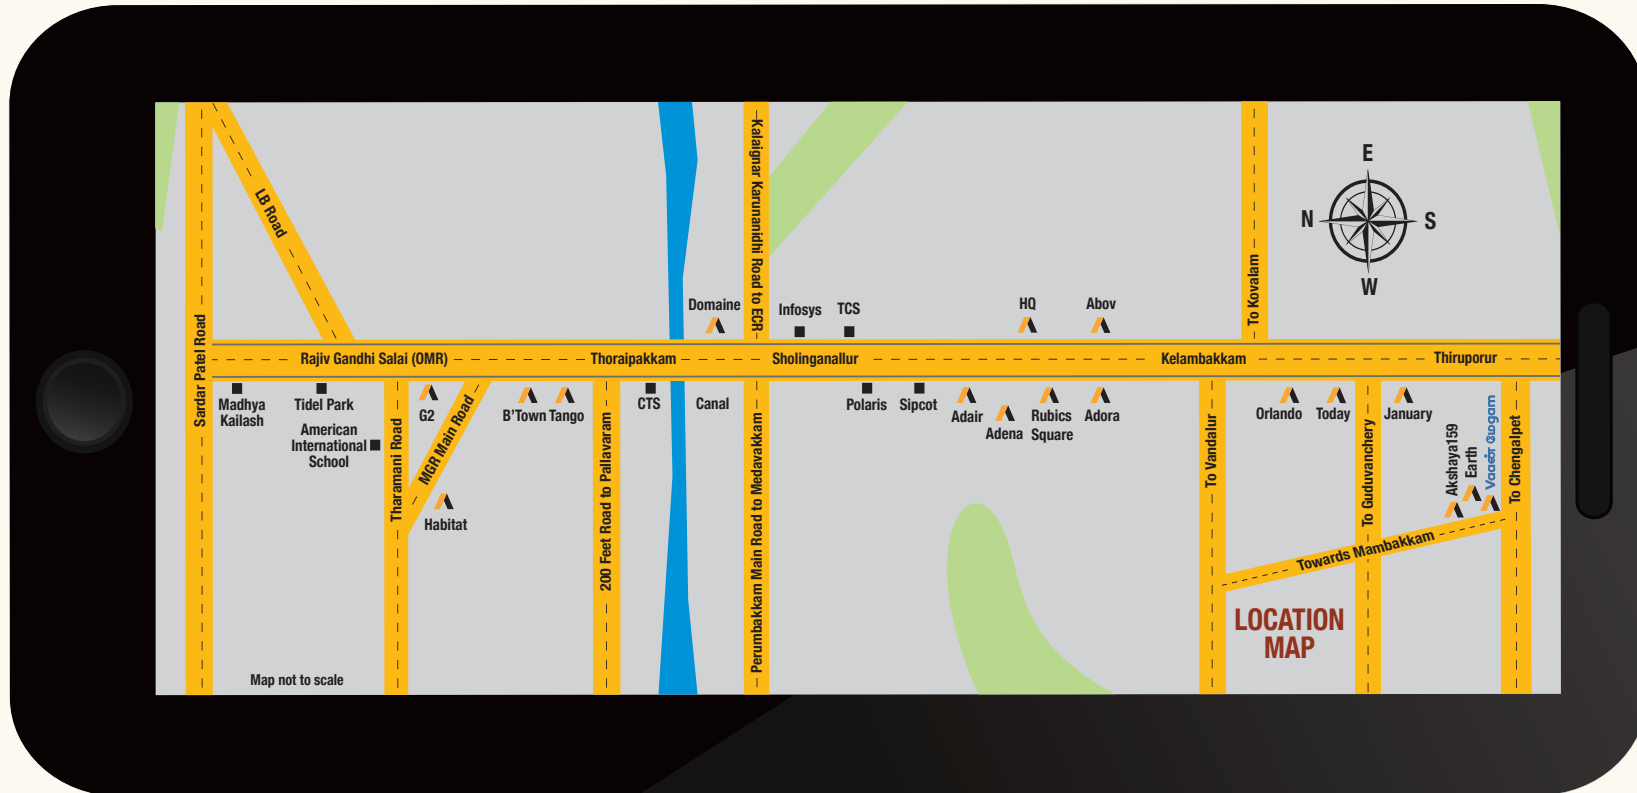 E
N
S
W
LB Road
Kalaignar Karunanidhi Road to ECR
To Kovalam
Domaine
Infosys
TCS
HQ
Abov
Sardar Patel Road
Rajiv Gandhi Salai (OMR)
Thoraipakkam
Sholinganallur
Kelambakkam
Thiruporur
Madhya
Kailash
Tidel Park
American
International
School
Tharamani Road
G2
MGR Main Road
Habitat
B'Town
Tango
200 Feet Road to Pallavaram
CTS
Canal
Perumbakkam Main Road to Medavakkam
Polaris
Sipcot
Adair
Adena
Rubics
Square
Adora
To Vandalur
Orlando
Today
To Guduvanchery
January
Akshaya159
Earth
To Chengalpet
Towards Mambakkam
LOCATION
MAP
Map not to scale